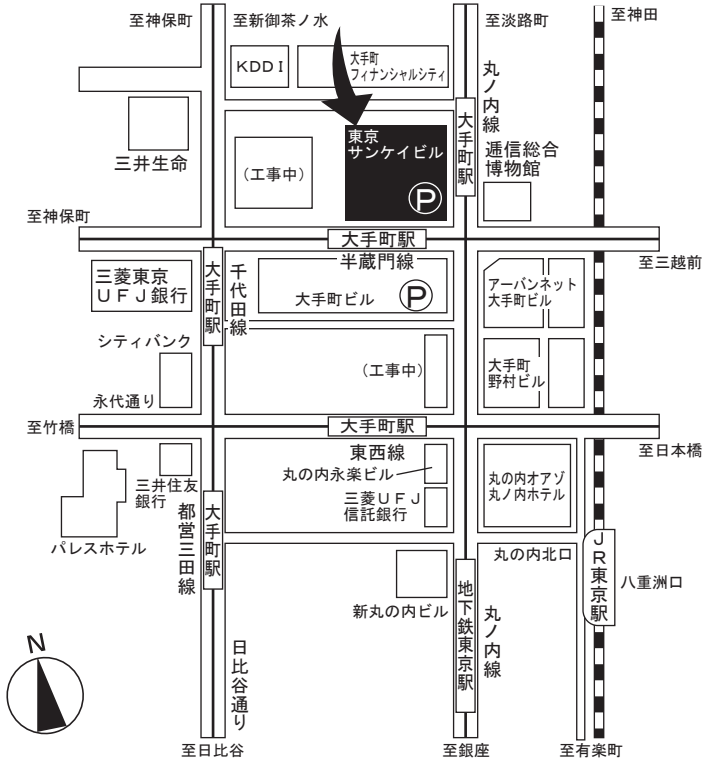 至神保町
至新御茶ノ水
至淡路町
至神田
KDDI
大手町
フィナンシャルシティ
丸ノ内線
大手町駅
東京
サンケイビル
P
三井生命
(工事中)
逓信総合
博物館
至神保町
大手町駅
至三越前
半蔵門線
三菱東京
UFJ銀行
大手町駅
千代田線
大手町ビル
P
アーバンネット
大手町ビル
シティバンク
(工事中)
大手町
野村ビル
永代通り
至竹橋
大手町駅
至日本橋
東西線
丸の内永楽ビル
三井住友
銀行
三菱UFJ
信託銀行
丸の内オアゾ
丸ノ内ホテル
パレスホテル
都営三田線
大手町駅
丸の内北口
JR東京駅
八重洲口
新丸の内ビル
地下鉄東京駅
丸ノ内線
N
日比谷通り
至日比谷
至銀座
至有楽町